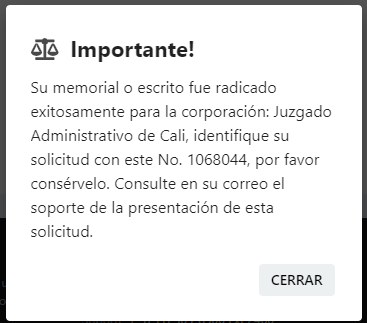 Importante!
Su memorial o escrito fue radicado
exitosamente para la corporación: Juzgado
Administrativo de Cali, identifique su
solicitud con este No. 1068044, por favor
consérvelo. Consulte en su correo el
soporte de la presentación de esta
solicitud.
CERRAR